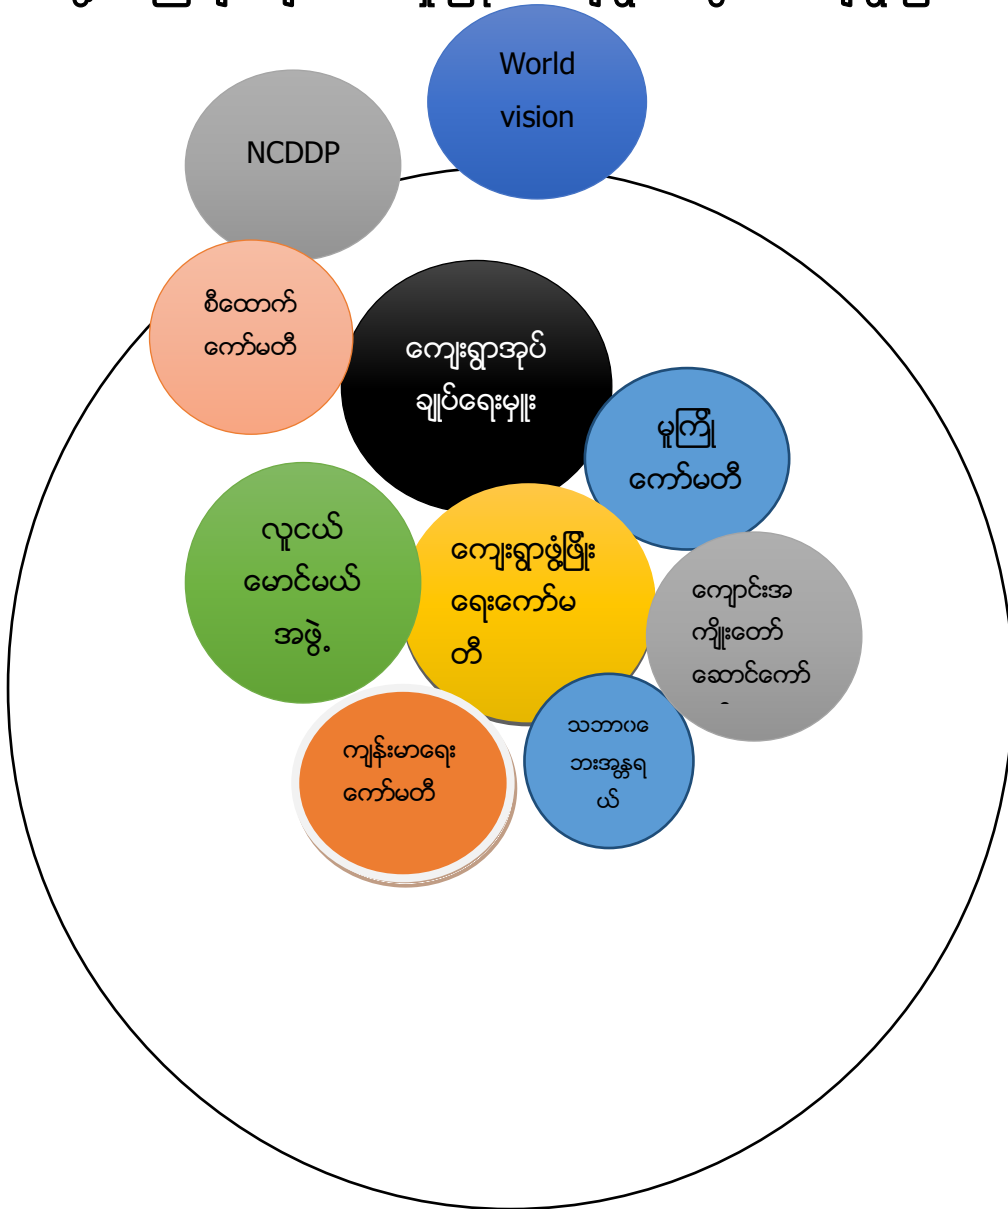 World
vision
NCDDP
စီထောက်
ကော်မတီ
ကျေးရွာအုပ်
ချုပ်ရေးမှူး
မူကြို
ကော်မတီ
လူငယ်
မောင်မယ်
အဖွဲ့
ကျေးရွာဖွံ့ဖြိုး
ရေးကော်မ
တီ
ကျောင်းအ
ကျိုးတော်
ဆောင်ကော်
သဘာဝေ
ဘးအန္တရ
ယ်
ကျန်းမာရေး
ကော်မတီ